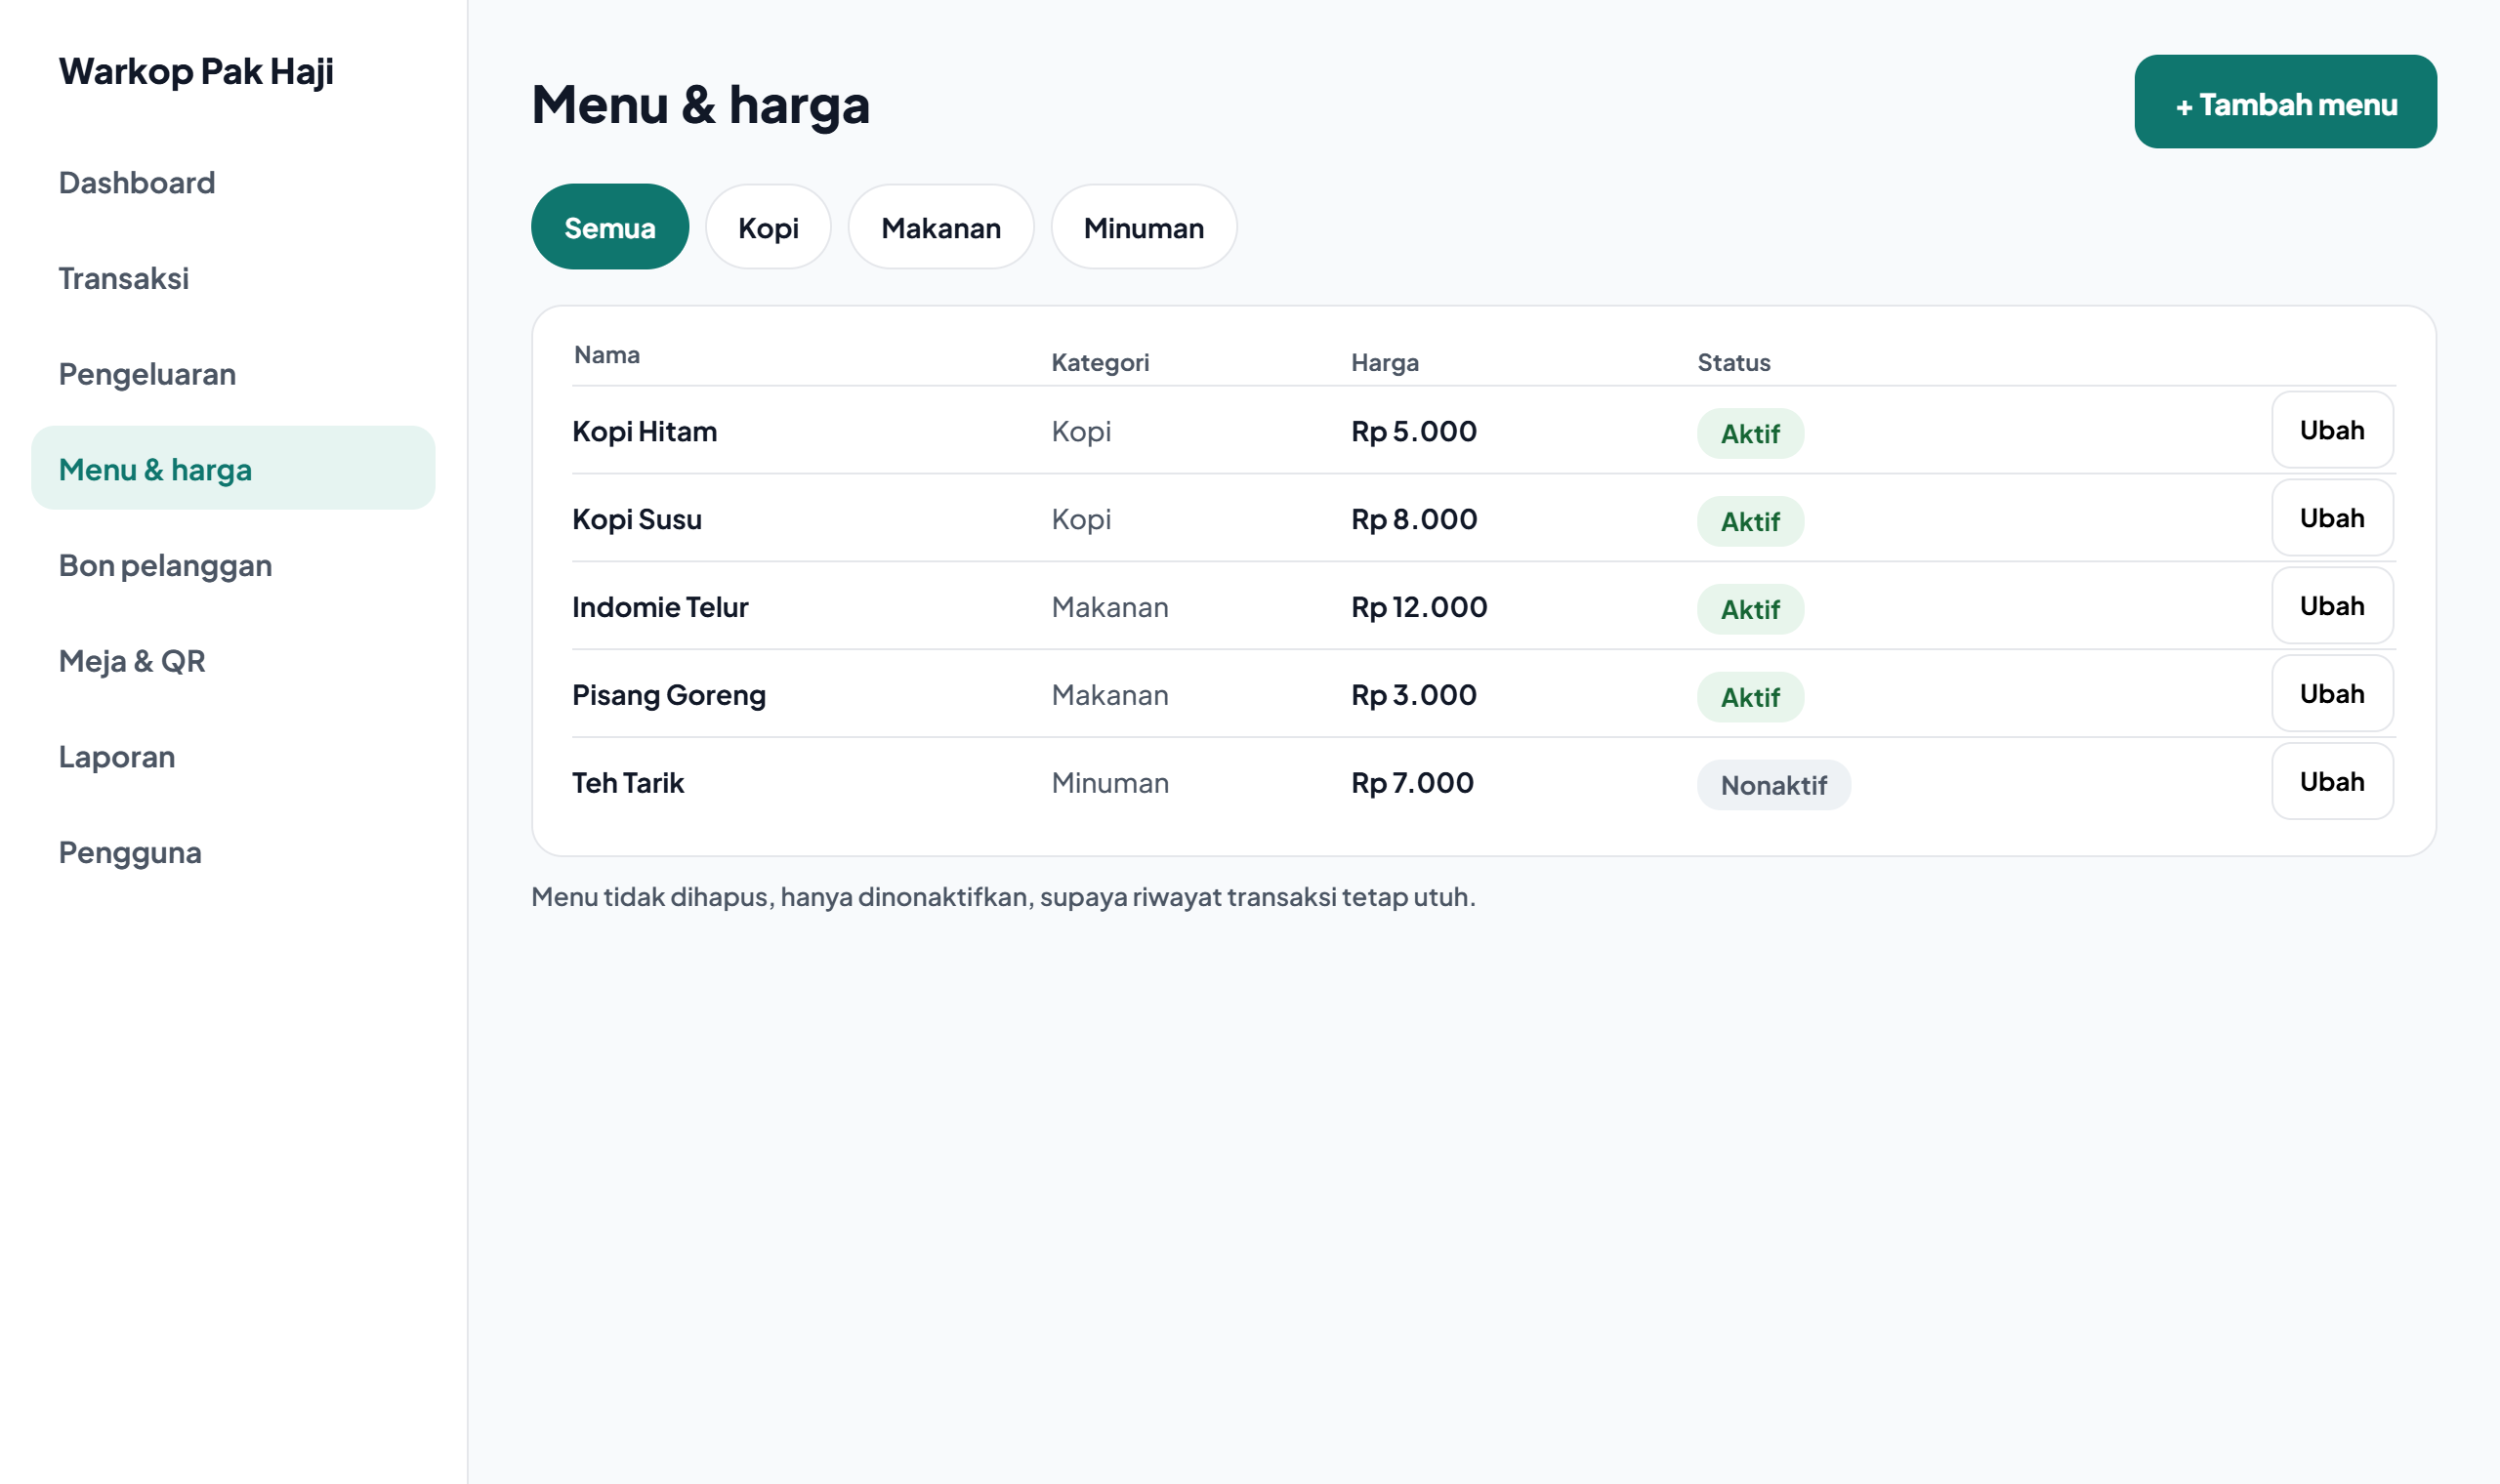 Warkop Pak Haji
Dashboard
Transaksi
Pengeluaran
Menu & harga
Bon pelanggan
Meja & QR
Laporan
Pengguna
Menu & harga
+ Tambah menu
Semua Kopi Makanan Minuman
Nama Kategori Harga Status
Kopi Hitam Kopi Rp 5.000 Aktif Ubah
Kopi Susu Kopi Rp 8.000 Aktif Ubah
Indomie Telur Makanan Rp 12.000 Aktif Ubah
Pisang Goreng Makanan Rp 3.000 Aktif Ubah
Teh Tarik Minuman Rp 7.000 Nonaktif Ubah
Menu tidak dihapus, hanya dinonaktifkan, supaya riwayat transaksi tetap utuh.